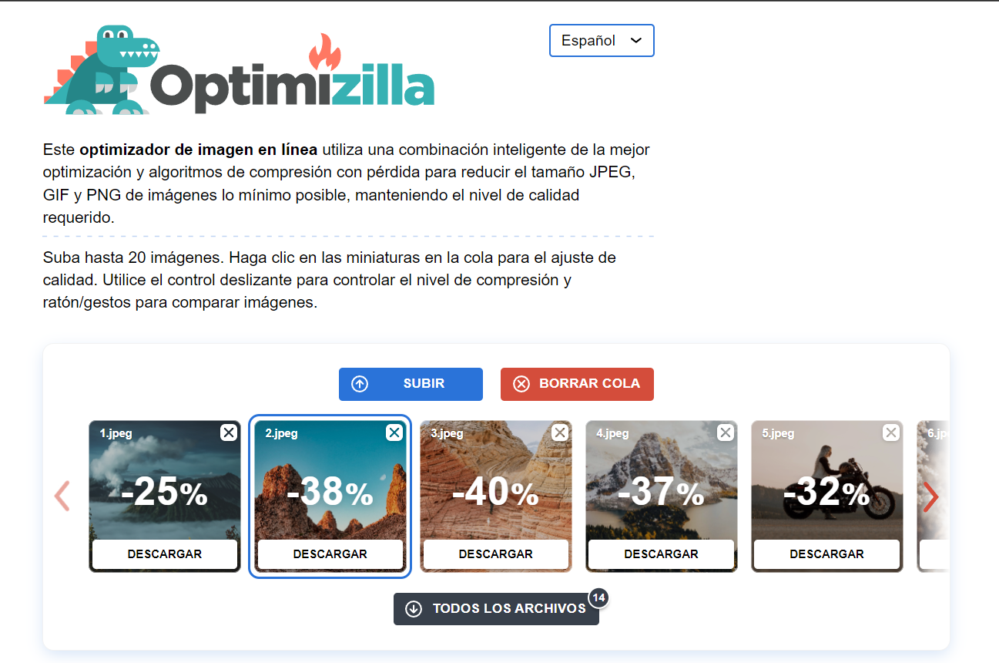 Optimizilla
Español
Este optimizador de imagen en línea utiliza una combinación inteligente de la mejor
optimización y algoritmos de compresión con pérdida para reducir el tamaño JPEG,
GIF y PNG de imágenes lo mínimo posible, manteniendo el nivel de calidad
requerido.
Suba hasta 20 imágenes. Haga clic en las miniaturas en la cola para el ajuste de
calidad. Utilice el control deslizante para controlar el nivel de compresión y
ratón/gestos para comparar imágenes.
SUBIR
BORRAR COLA
1.jpeg
2.jpeg
3.jpeg
4.jpeg
5.jpeg
6.jp
-25%
-38%
-40%
-37%
-32%
DESCARGAR
DESCARGAR
DESCARGAR
DESCARGAR
DESCARGAR
TODOS LOS ARCHIVOS
14